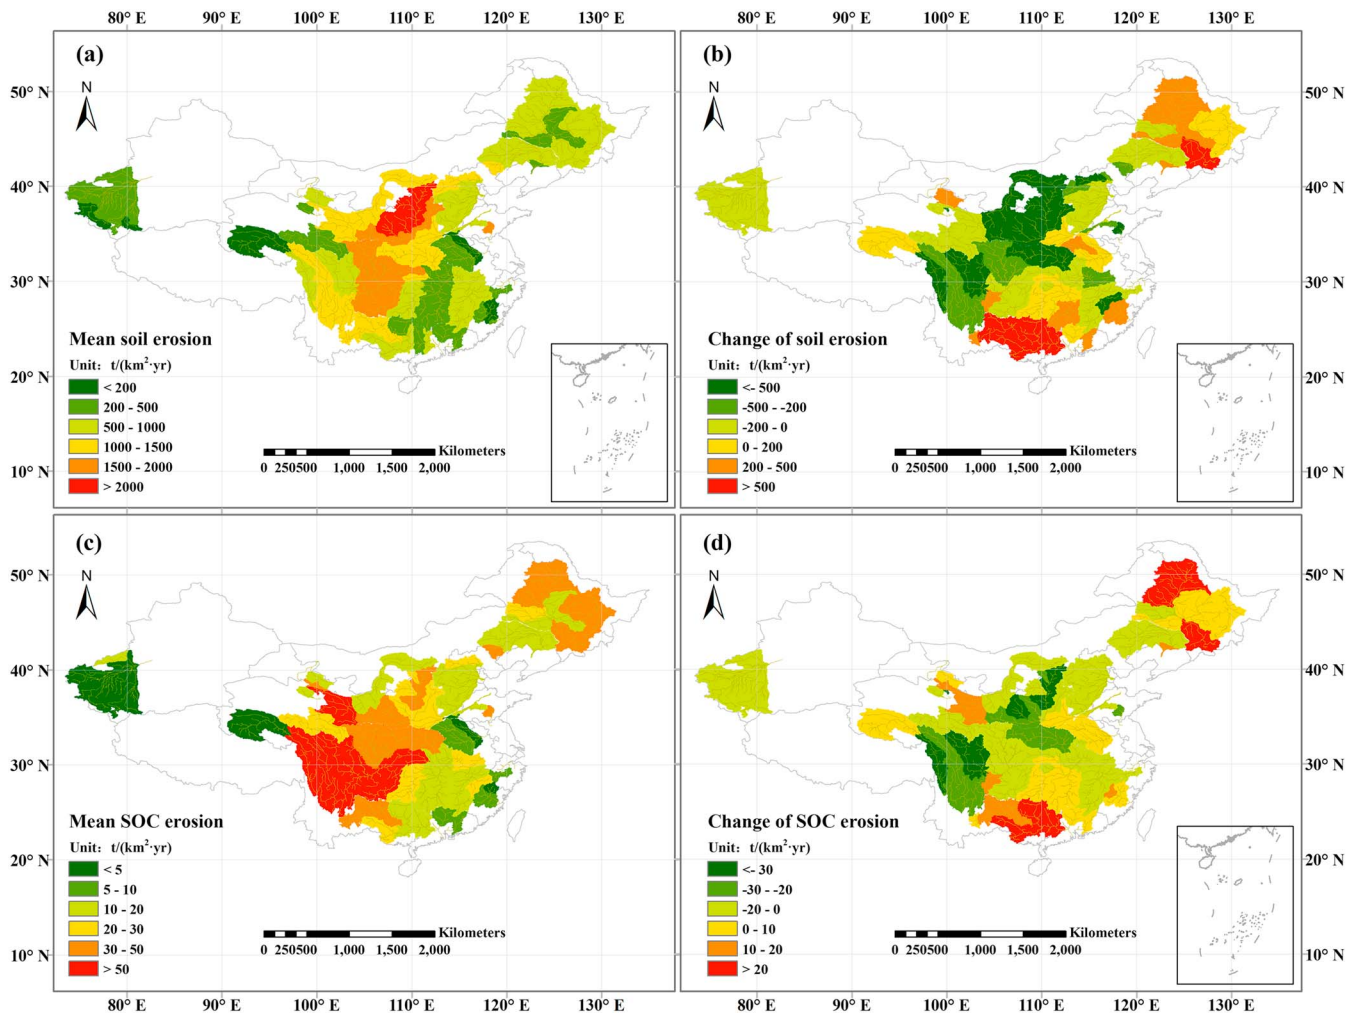 80° E 90° E 100° E 110° E 120° E 130° E 80° E 90° E 100° E 110° E 120° E 130° E
(a)
N
50° N
40° N
30° N
20° N
10° N
Mean soil erosion
Unit: t/(km²·yr)
< 200
200 - 500
500 - 1000
1000 - 1500
1500 - 2000
> 2000
Kilometers
0 250500 1,000 1,500 2,000
(b)
N
50° N
40° N
30° N
20° N
10° N
Change of soil erosion
Unit: t/(km²·yr)
<- 500
-500 - -200
-200 - 0
0 - 200
200 - 500
> 500
Kilometers
0 250500 1,000 1,500 2,000
(c)
N
50° N
40° N
30° N
20° N
10° N
Mean SOC erosion
Unit: t/(km²·yr)
< 5
5 - 10
10 - 20
20 - 30
30 - 50
> 50
Kilometers
0 250500 1,000 1,500 2,000
(d)
N
50° N
40° N
30° N
20° N
10° N
Change of SOC erosion
Unit: t/(km²·yr)
<- 30
-30 - -20
-20 - 0
0 - 10
10 - 20
> 20
Kilometers
0 250500 1,000 1,500 2,000
80° E 90° E 100° E 110° E 120° E 130° E 80° E 90° E 100° E 110° E 120° E 130° E